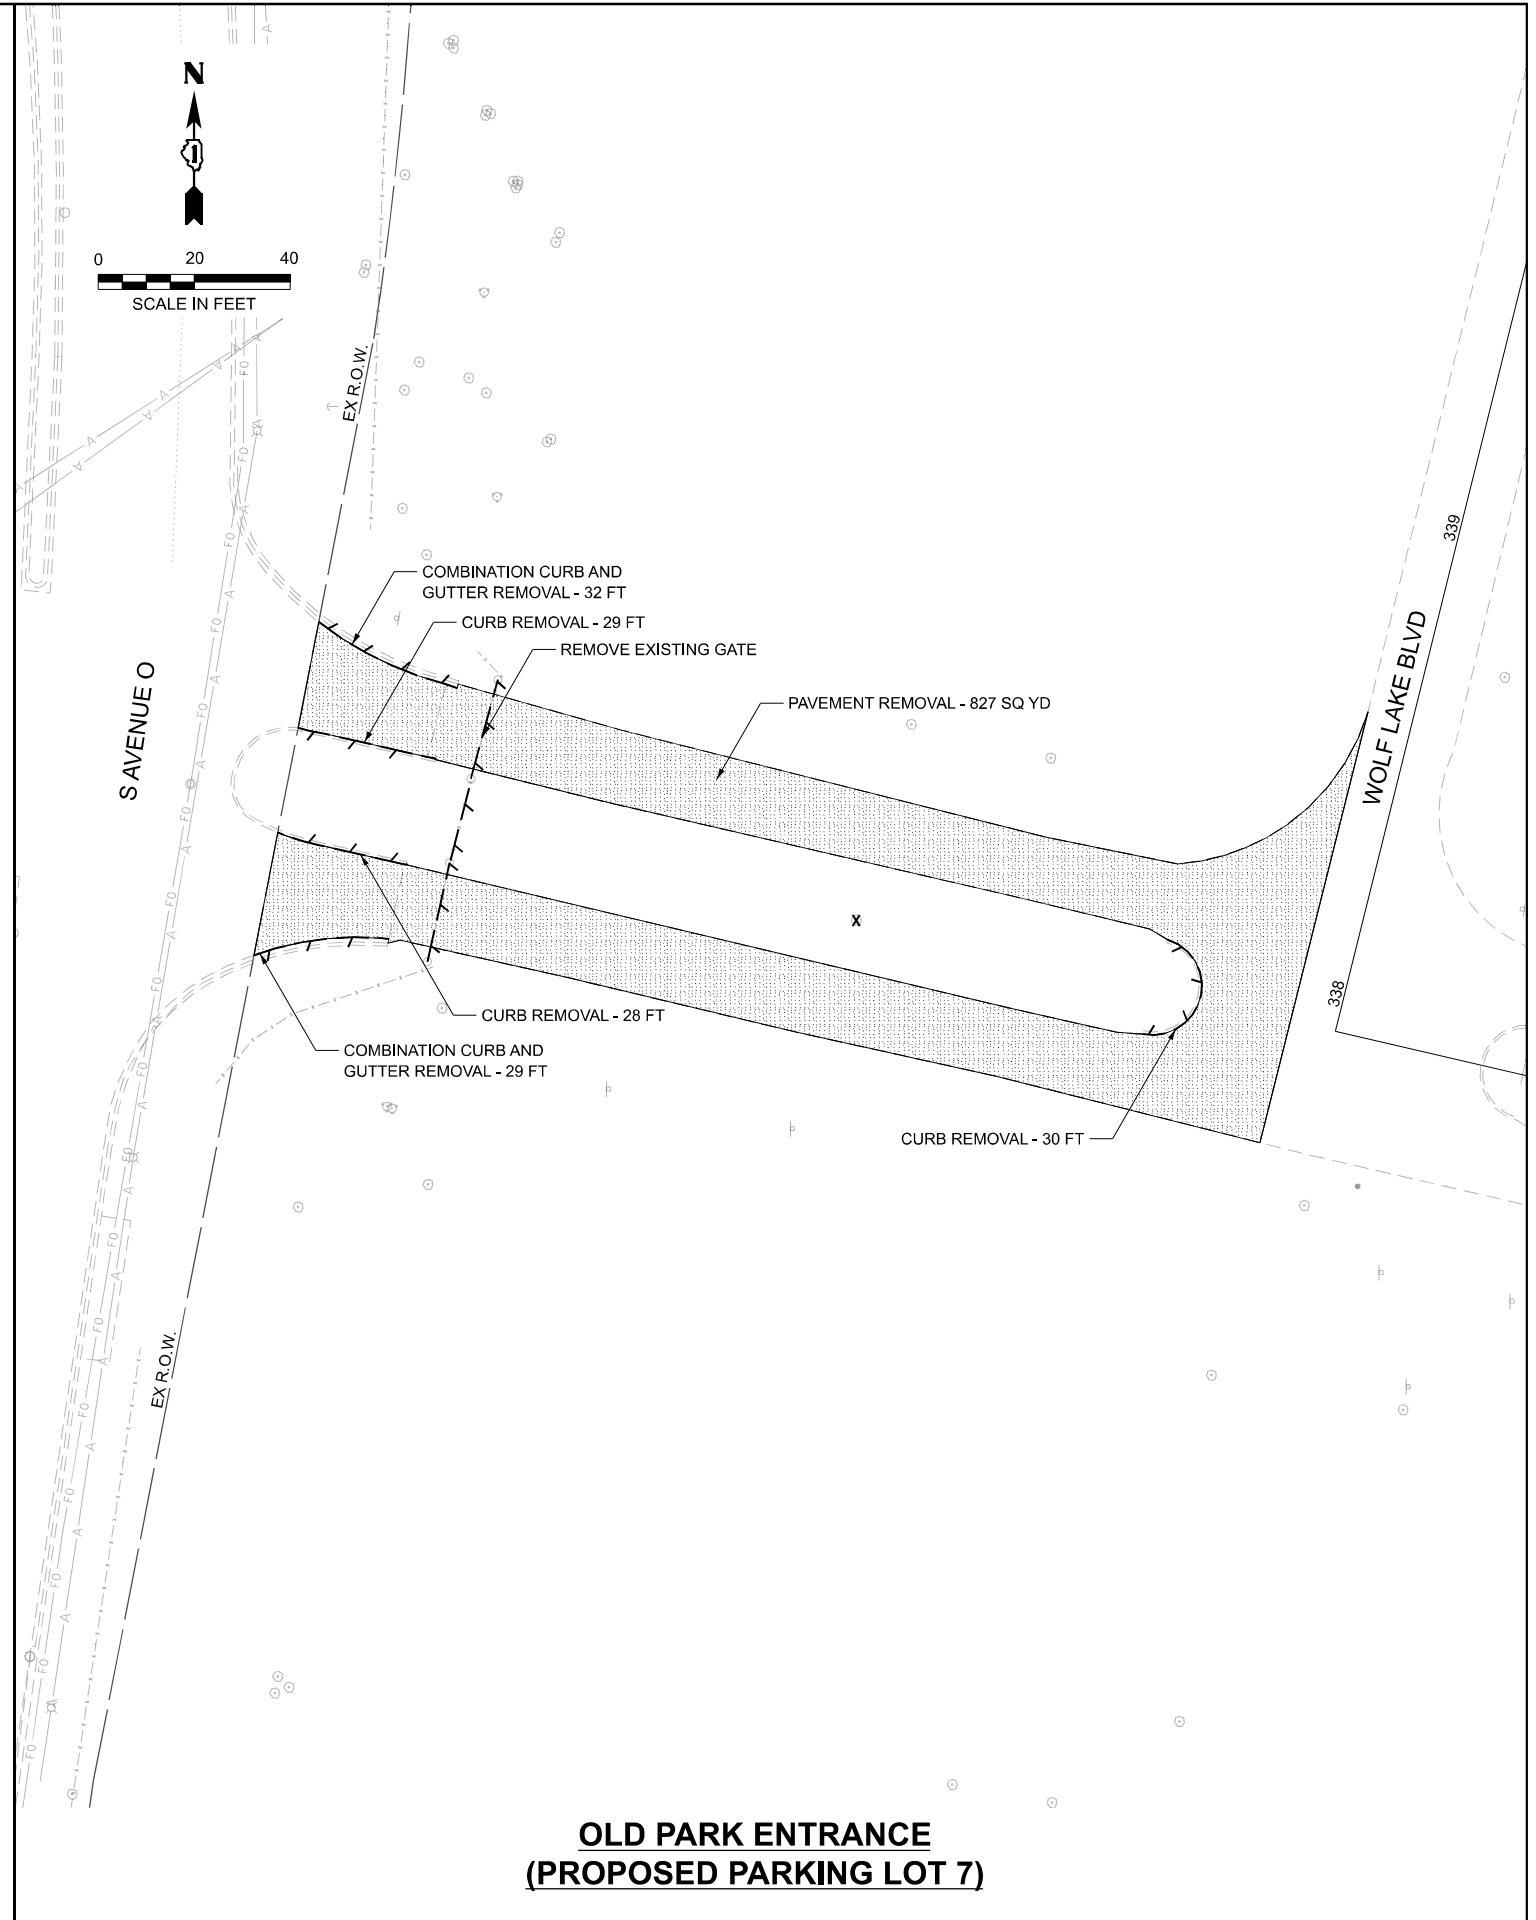 N
1
0 20 40
SCALE IN FEET
EX R.O.W.
COMBINATION CURB AND
GUTTER REMOVAL - 32 FT
CURB REMOVAL - 29 FT
REMOVE EXISTING GATE
PAVEMENT REMOVAL - 827 SQ YD
S AVENUE O
WOLF LAKE BLVD
339
338
X
CURB REMOVAL - 28 FT
COMBINATION CURB AND
GUTTER REMOVAL - 29 FT
CURB REMOVAL - 30 FT
EX R.O.W.
OLD PARK ENTRANCE
(PROPOSED PARKING LOT 7)